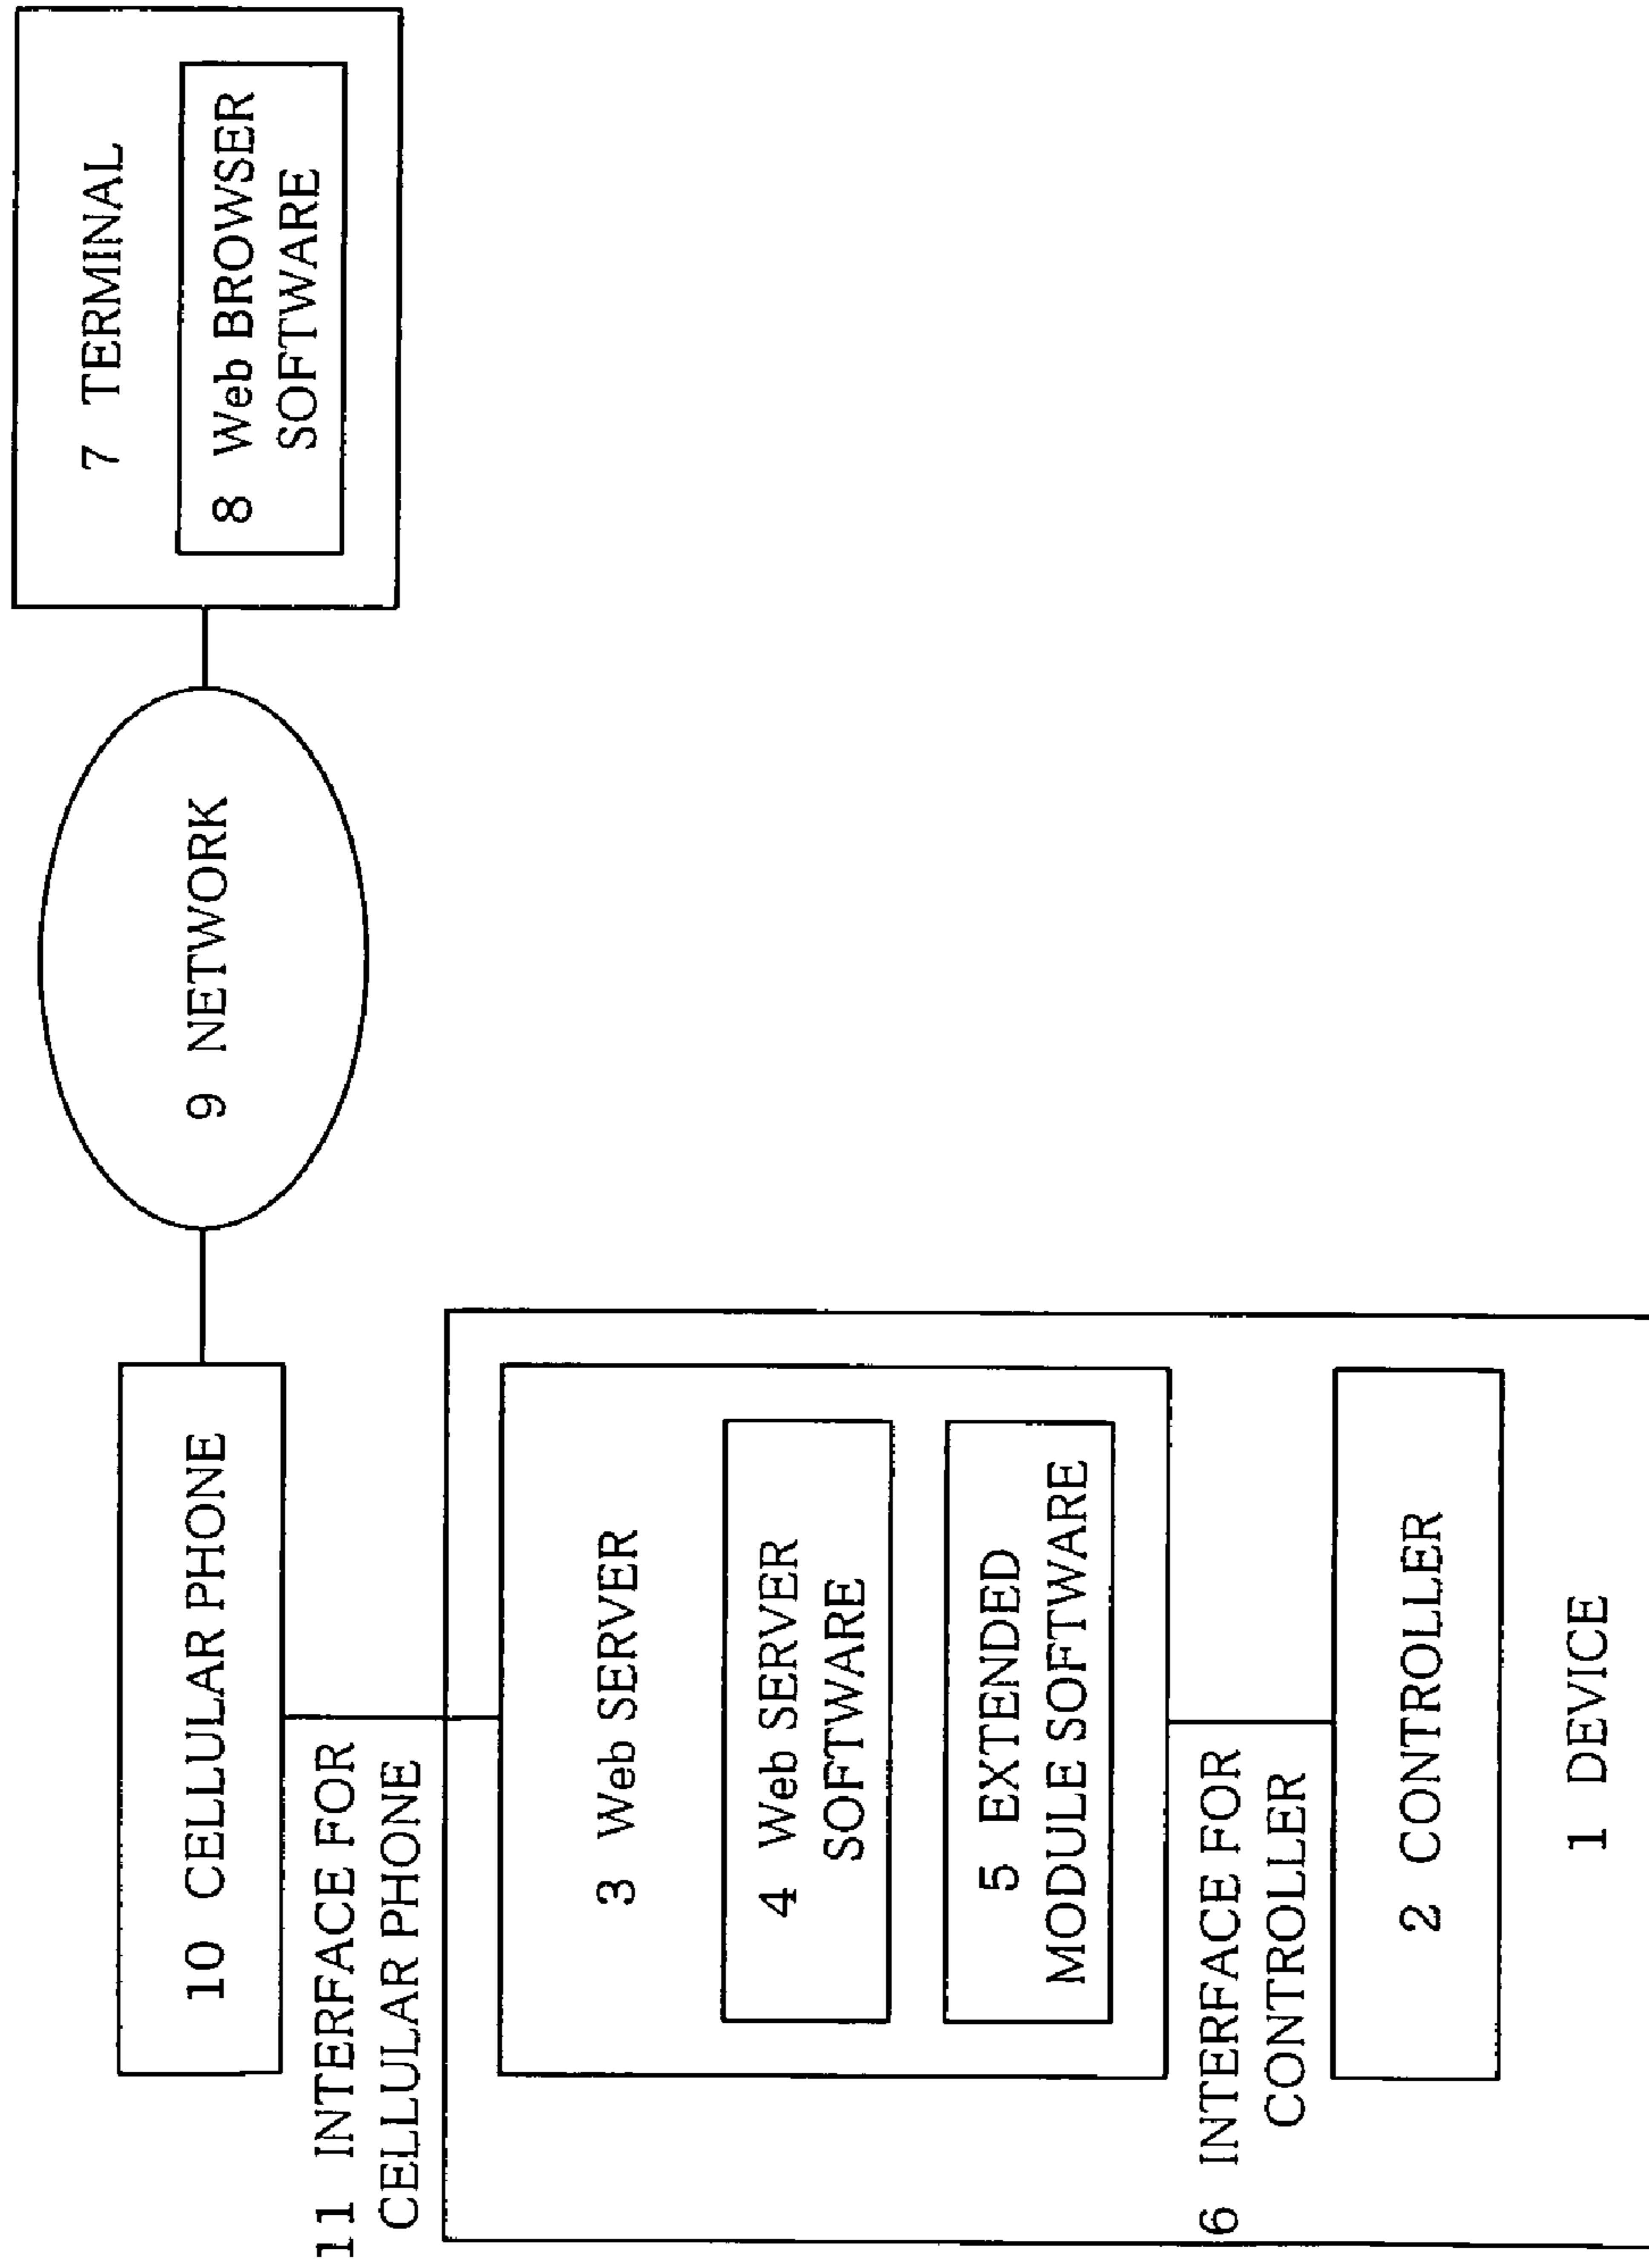 10 CELLULAR PHONE
9 NETWORK
7 TERMINAL
8 Web BROWSER
SOFTWARE
11 INTERFACE FOR
CELLULAR PHONE
3 Web SERVER
4 Web SERVER
SOFTWARE
5 EXTENDED
MODULE SOFTWARE
6 INTERFACE FOR
CONTROLLER
2 CONTROLLER
1 DEVICE